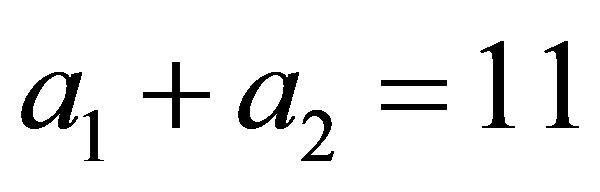 a₁ + a₂ = 11